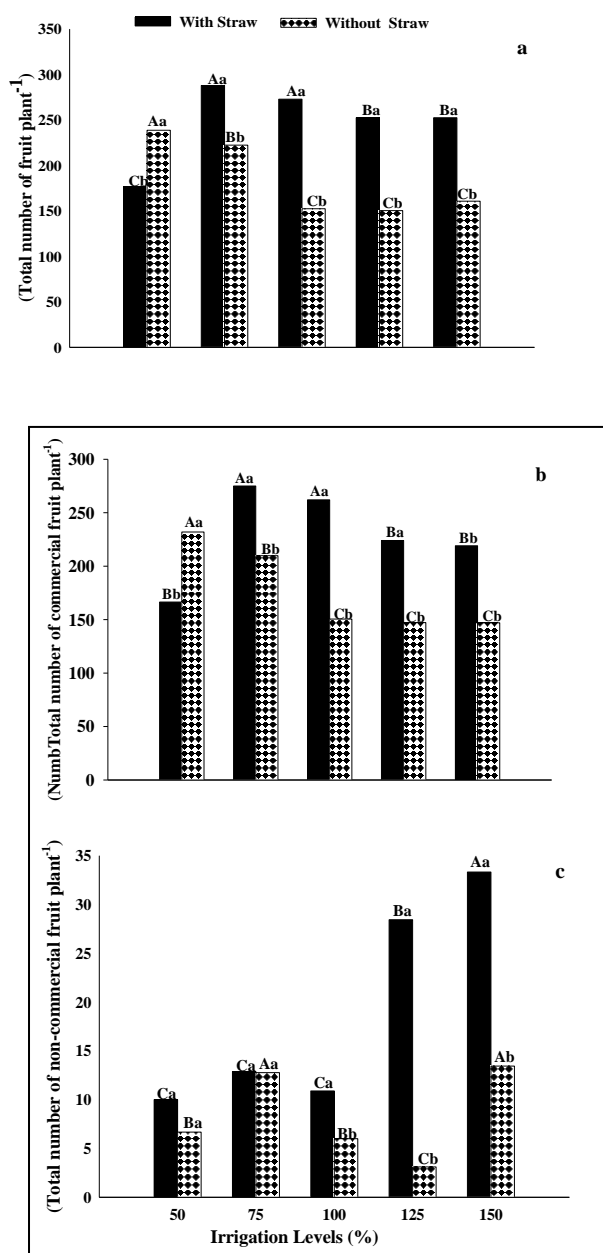 With Straw Without Straw
a
(Total number of fruit plant-1)
350
300
250
200
150
100
50
0
Cb Aa Aa Bb Aa Cb Ba Cb Ba Cb
b
(NumbTotal number of commercial fruit plant-1)
300
250
200
150
100
50
0
Bb Aa Aa Bb Aa Cb Ba Cb Bb Cb
c
(Total number of non-commercial fruit plant-1)
35
30
25
20
15
10
5
0
Ca Ba Ca Aa Ca Bb Ba Cb Aa Ab
50 75 100 125 150
Irrigation Levels (%)